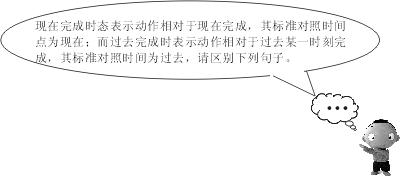 现在完成时态表示动作相对于现在完成，其标准对照时间
点为现在；而过去完成时表示动作相对于过去某一时刻完
成，其标准对照时间为过去，请区别下列句子。